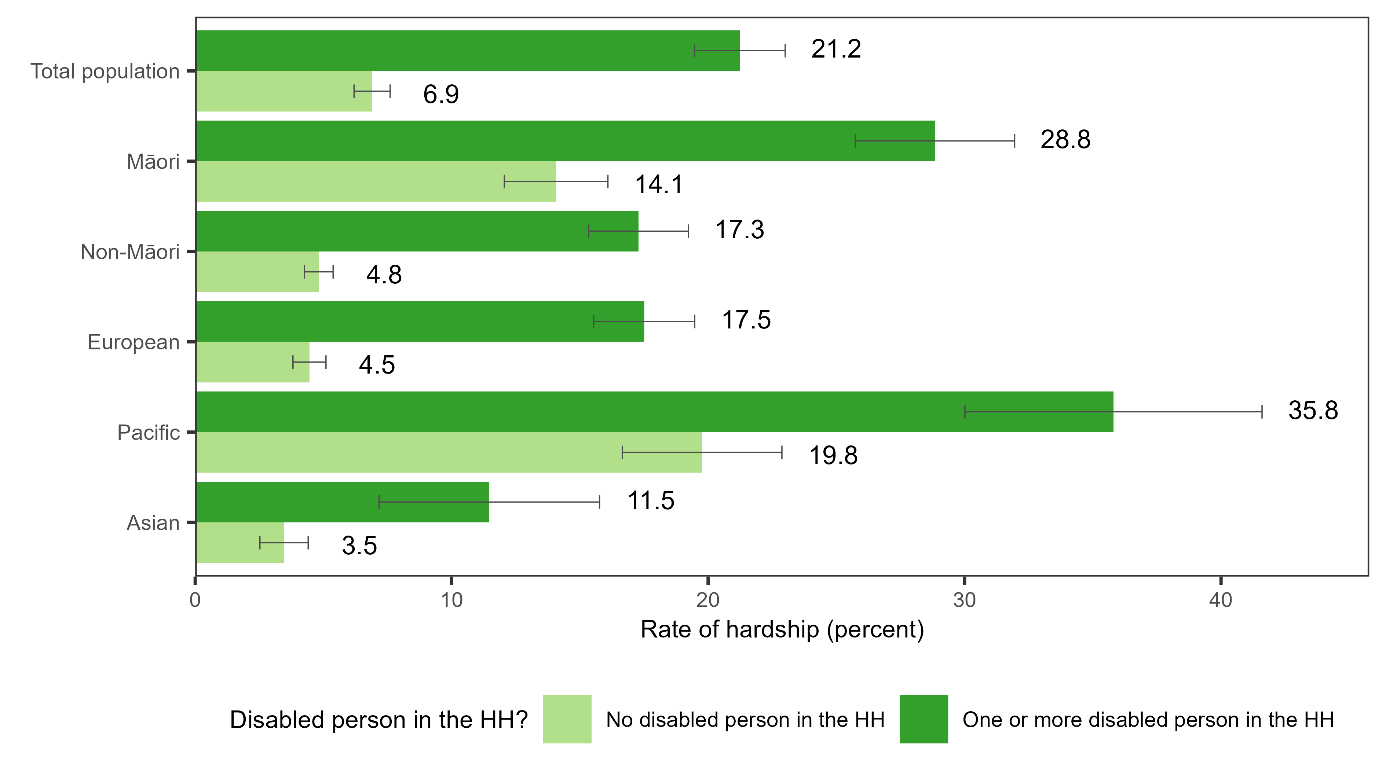 Total population
21.2
6.9
Māori
28.8
14.1
Non-Māori
17.3
4.8
European
17.5
4.5
Pacific
35.8
19.8
Asian
11.5
3.5
0 10 20 30 40
Rate of hardship (percent)
Disabled person in the HH? No disabled person in the HH One or more disabled person in the HH